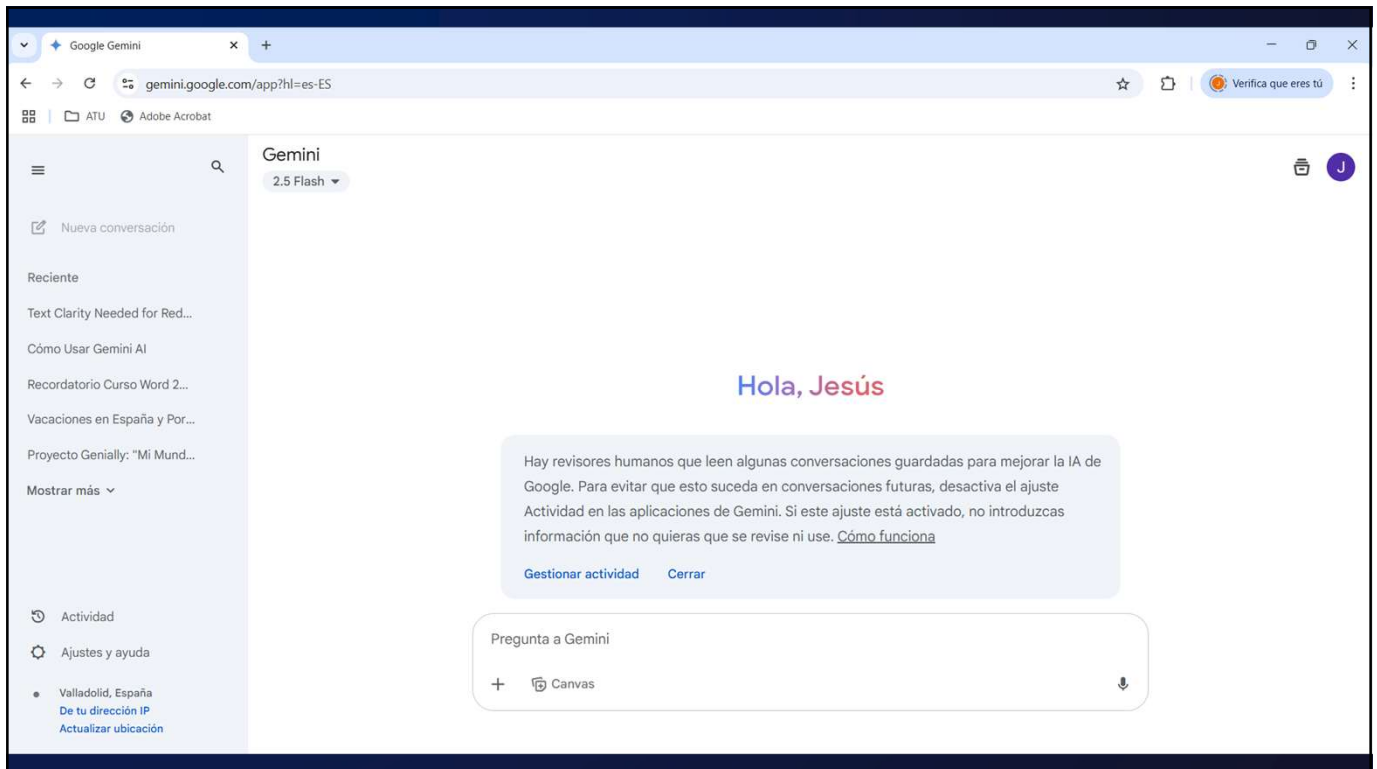 Google Gemini
gemini.google.com/app?hl=es-ES
Verifica que eres tú
ATU
Adobe Acrobat
Gemini
2.5 Flash
J
Nueva conversación
Reciente
Text Clarity Needed for Red...
Cómo Usar Gemini AI
Recordatorio Curso Word 2...
Vacaciones en España y Por...
Proyecto Genially: "Mi Mund...
Mostrar más
Hola, Jesús
Hay revisores humanos que leen algunas conversaciones guardadas para mejorar la IA de
Google. Para evitar que esto suceda en conversaciones futuras, desactiva el ajuste
Actividad en las aplicaciones de Gemini. Si este ajuste está activado, no introduzcas
información que no quieras que se revise ni use. Cómo funciona
Gestionar actividad Cerrar
Actividad
Ajustes y ayuda
Valladolid, España
De tu dirección IP
Actualizar ubicación
Pregunta a Gemini
Canvas